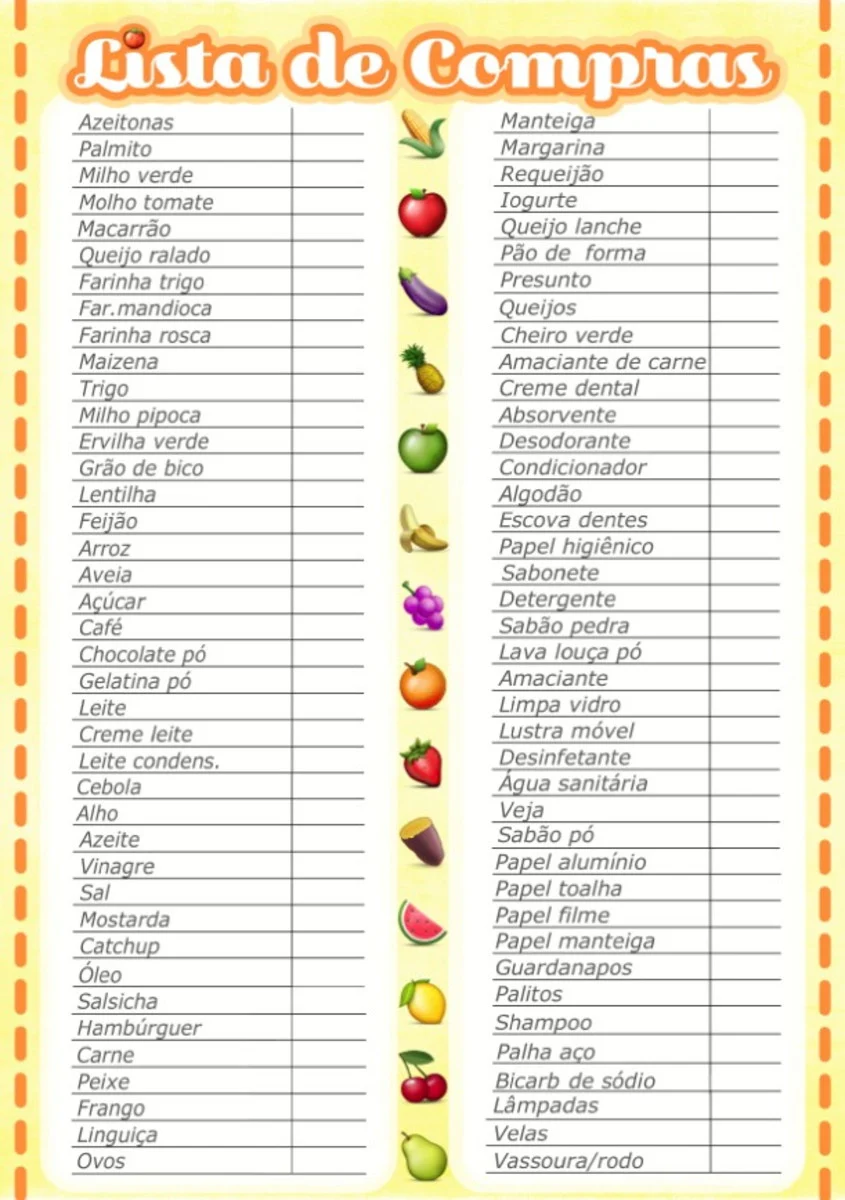 Lista de Compras
Azeitonas
Palmito
Milho verde
Molho tomate
Macarrão
Queijo ralado
Farinha trigo
Far.mandioca
Farinha rosca
Maizena
Trigo
Milho pipoca
Ervilha verde
Grão de bico
Lentilha
Feijão
Arroz
Aveia
Açúcar
Café
Chocolate pó
Gelatina pó
Leite
Creme leite
Leite condens.
Cebola
Alho
Azeite
Vinagre
Sal
Mostarda
Catchup
Óleo
Salsicha
Hambúrguer
Carne
Peixe
Frango
Linguiça
Ovos
Manteiga
Margarina
Requeijão
Iogurte
Queijo lanche
Pão de forma
Presunto
Queijos
Cheiro verde
Amaciante de carne
Creme dental
Absorvente
Desodorante
Condicionador
Algodão
Escova dentes
Papel higiênico
Sabonete
Detergente
Sabão pedra
Lava louça pó
Amaciante
Limpa vidro
Lustra móvel
Desinfetante
Água sanitária
Veja
Sabão pó
Papel alumínio
Papel toalha
Papel filme
Papel manteiga
Guardanapos
Palitos
Shampoo
Palha aço
Bicarb de sódio
Lâmpadas
Velas
Vassoura/rodo